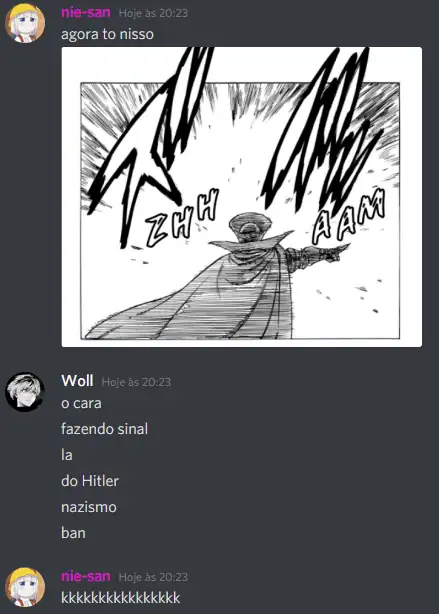 nie-san Hoje às 20:23
agora to nisso
ZHH
AAM
Woll Hoje às 20:23
o cara
fazendo sinal
la
do Hitler
nazismo
ban
nie-san Hoje às 20:23
kkkkkkkkkkkkkkkk